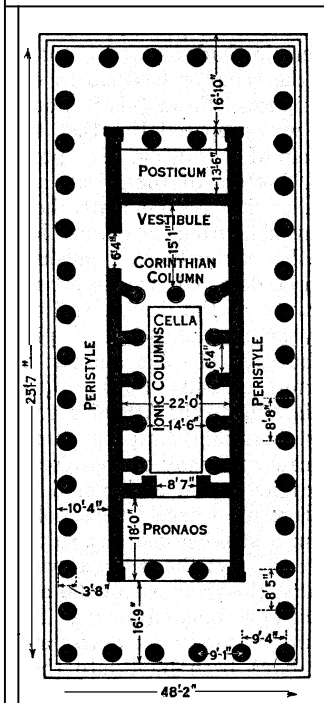 16'-10"
13'-6"
POSTICUM
VESTIBULE
6'-4"
15'-1"
CORINTHIAN
COLUMN
CELLA
IONIC COLUMNS
6'-4"
PERISTYLE
PERISTYLE
22'-0"
14'-6"
8'-8"
8'7"
10'-4"
18'-0"
PRONAOS
3'-8"
16'-9"
8'5"
9'-1"
9'-4"
48'-2"